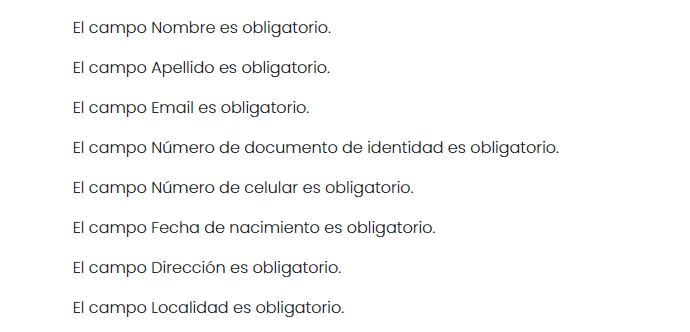 El campo Nombre es obligatorio.
El campo Apellido es obligatorio.
El campo Email es obligatorio.
El campo Número de documento de identidad es obligatorio.
El campo Número de celular es obligatorio.
El campo Fecha de nacimiento es obligatorio.
El campo Dirección es obligatorio.
El campo Localidad es obligatorio.